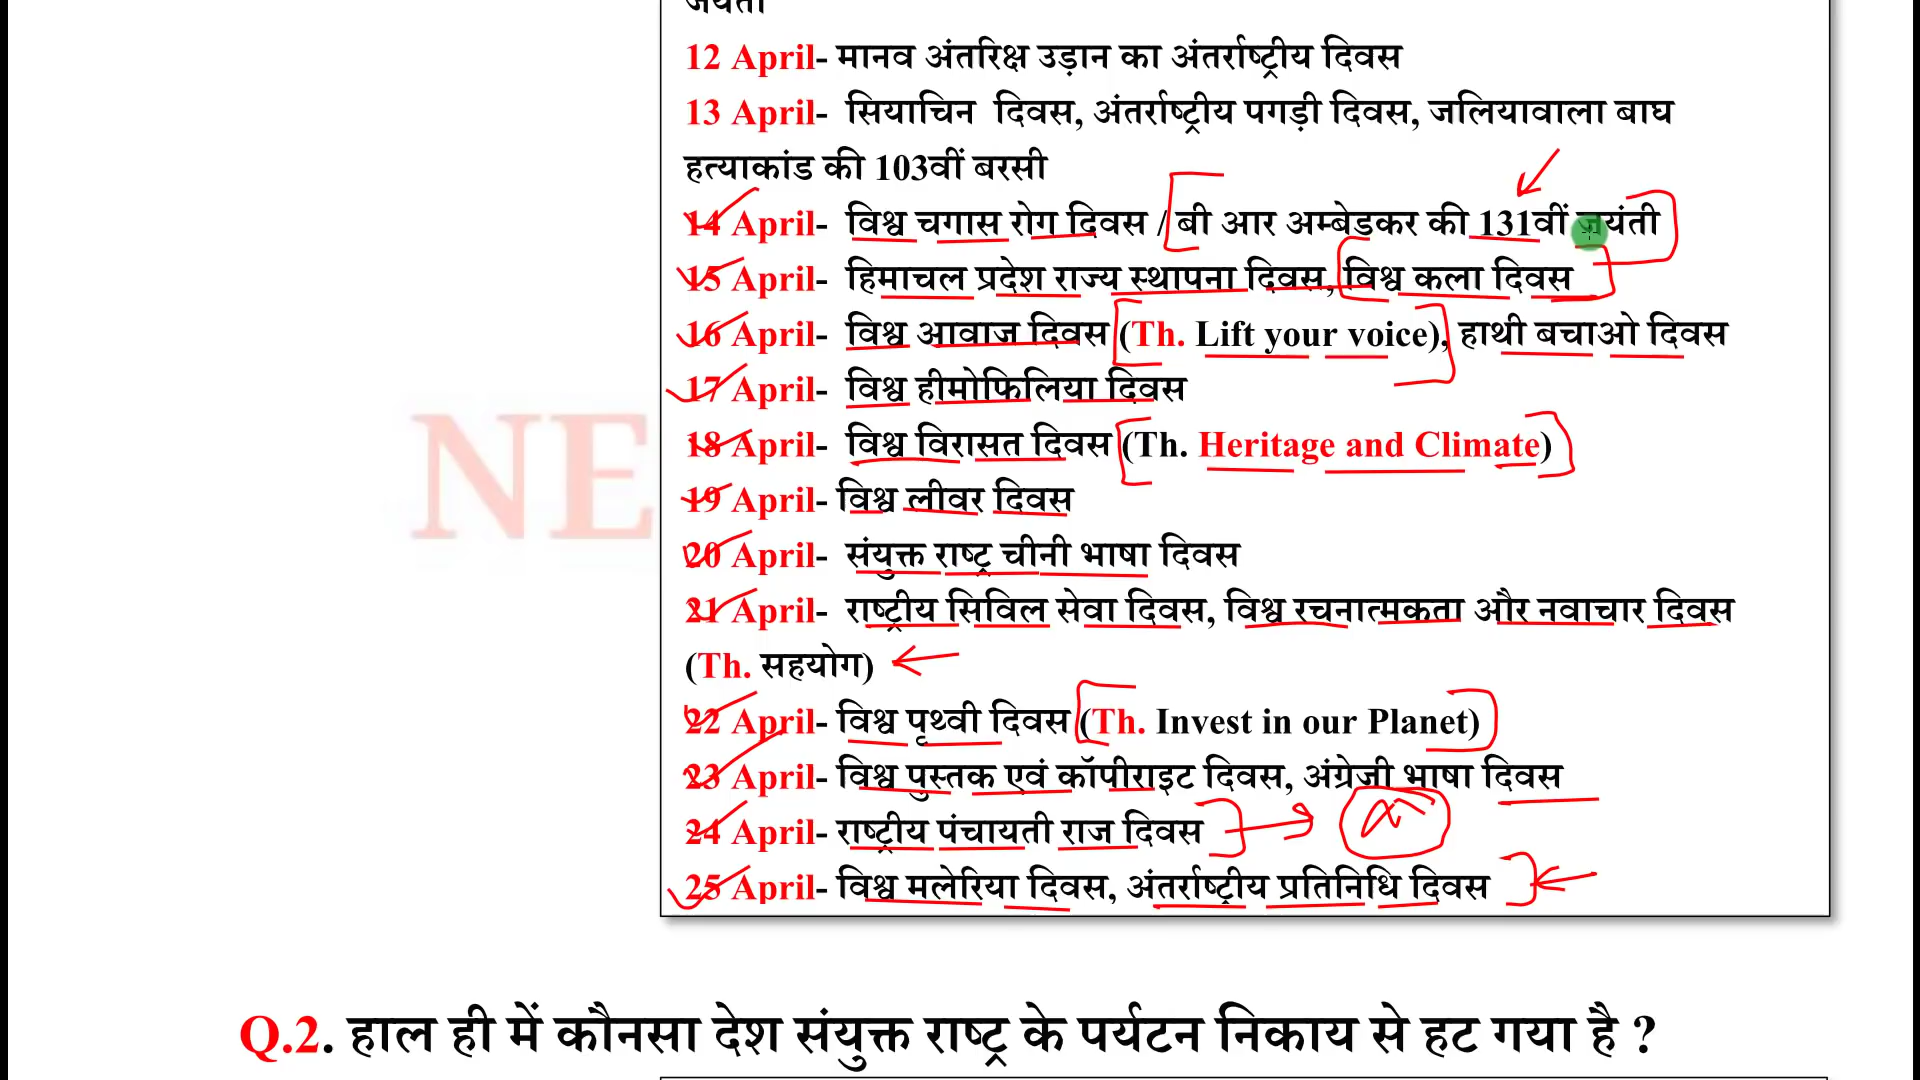 जयंती
12 April- मानव अंतरिक्ष उड़ान का अंतर्राष्ट्रीय दिवस
13 April- सियाचिन दिवस, अंतर्राष्ट्रीय पगड़ी दिवस, जलियावाला बाघ
हत्याकांड की 103वीं बरसी
14 April- विश्व चगास रोग दिवस / बी आर अम्बेडकर की 131वीं जयंती
15 April- हिमाचल प्रदेश राज्य स्थापना दिवस, विश्व कला दिवस
16 April- विश्व आवाज दिवस (Th. Lift your voice), हाथी बचाओ दिवस
17 April- विश्व हीमोफिलिया दिवस
18 April- विश्व विरासत दिवस (Th. Heritage and Climate)
19 April- विश्व लीवर दिवस
20 April- संयुक्त राष्ट्र चीनी भाषा दिवस
21 April- राष्ट्रीय सिविल सेवा दिवस, विश्व रचनात्मकता और नवाचार दिवस
(Th. सहयोग)
22 April- विश्व पृथ्वी दिवस (Th. Invest in our Planet)
23 April- विश्व पुस्तक एवं कॉपीराइट दिवस, अंग्रेजी भाषा दिवस
24 April- राष्ट्रीय पंचायती राज दिवस
25 April- विश्व मलेरिया दिवस, अंतर्राष्ट्रीय प्रतिनिधि दिवस
NE
Q.2. हाल ही में कौनसा देश संयुक्त राष्ट्र के पर्यटन निकाय से हट गया है ?